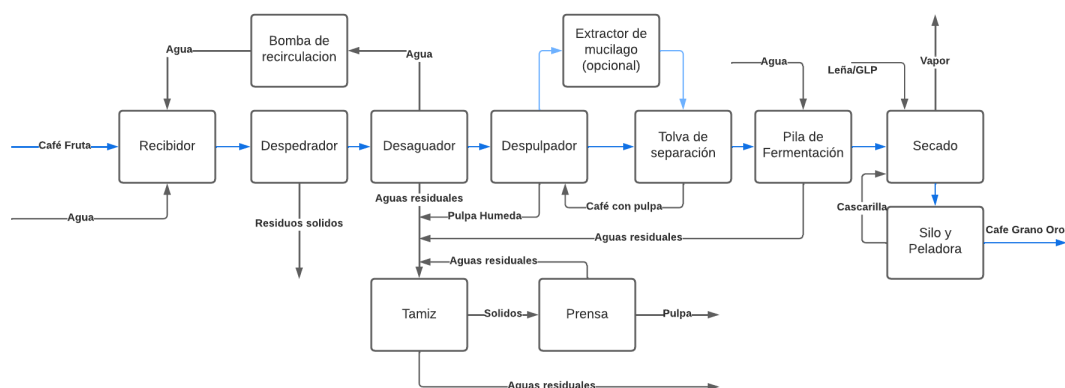 Bomba de
recirculacion
Extractor de
mucilago
(opcional)
Agua
Agua
Agua
Leña/GLP
Vapor
Café Fruta
Recibidor
Despedrador
Desaguador
Despulpador
Tolva de
separación
Pila de
Fermentación
Secado
Agua
Residuos solidos
Aguas residuales
Pulpa Humeda
Café con pulpa
Cascarilla
Aguas residuales
Silo y
Peladora
Cafe Grano Oro
Aguas residuales
Tamiz
Solidos
Prensa
Pulpa
Aguas residuales